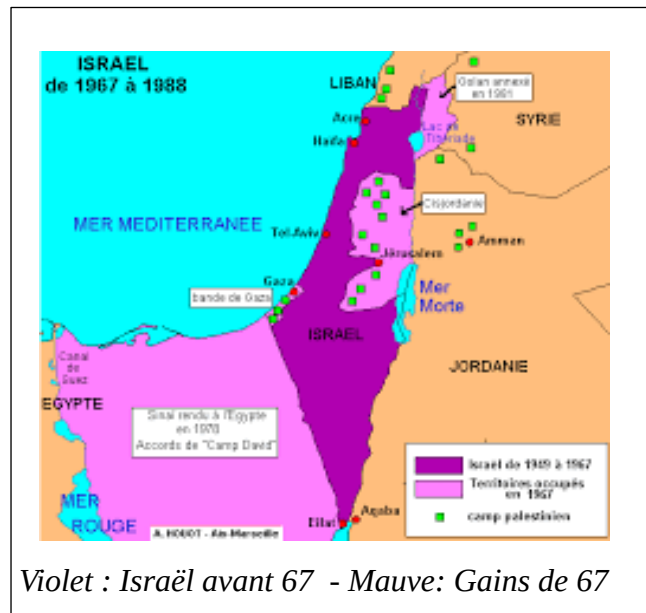 ISRAEL
de 1967 à 1988
LIBAN
Golan annexé
en 1981
SYRIE
Acre
Haifa
Lac de
Tibériade
MER MEDITERRANEE
Cisjordanie
Tel-Aviv
Jérusalem
Amman
Gaza
bande de Gaza
Mer
Morte
ISRAEL
Canal
de
Suez
JORDANIE
EGYPTE
Sinaï rendu à l'Egypte
en 1978
Accords de "Camp David"
Israël de 1949 à 1967
Territoires occupés
en 1967
camp palestinien
MER
ROUGE
A. HOUOT - Aix-Marseille
Eilat
Aqaba
Violet : Israël avant 67 - Mauve: Gains de 67